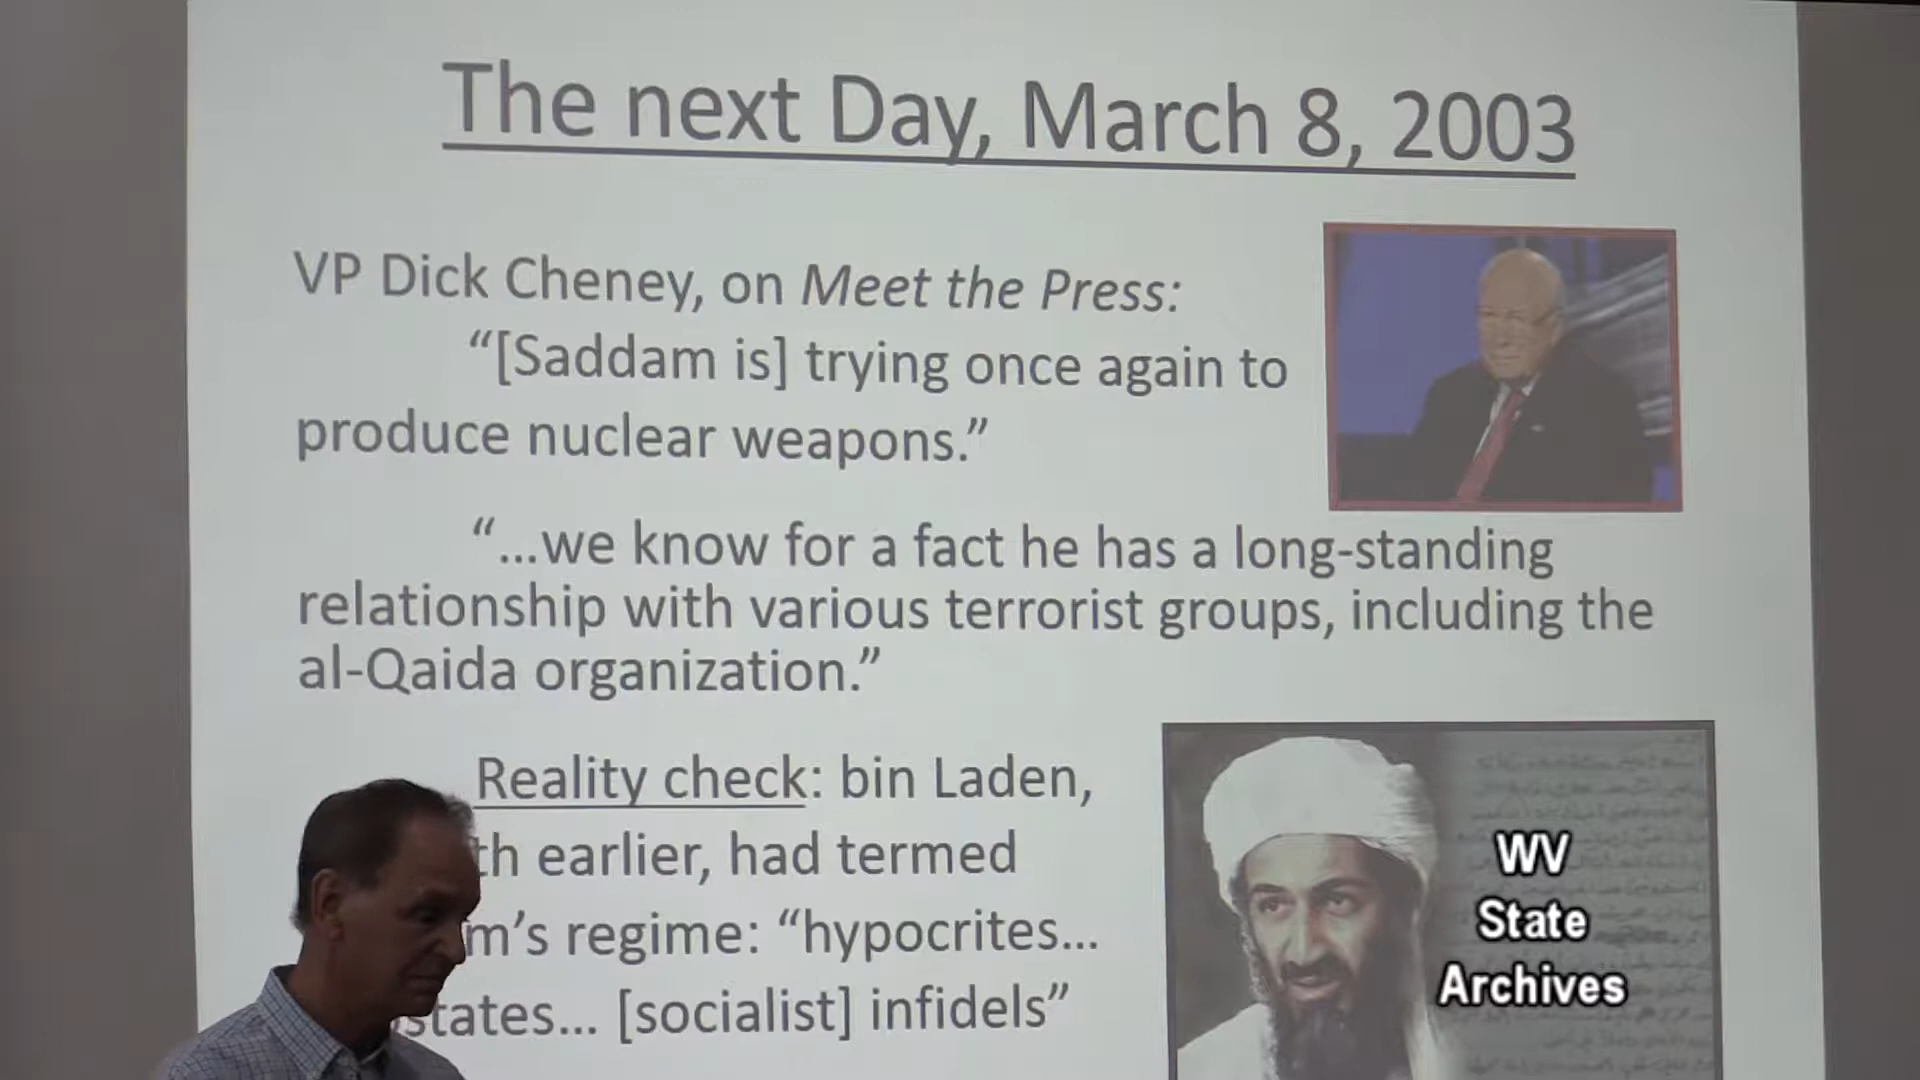 The next Day, March 8, 2003
VP Dick Cheney, on Meet the Press:
“[Saddam is] trying once again to
produce nuclear weapons.”
“...we know for a fact he has a long-standing
relationship with various terrorist groups, including the
al-Qaida organization.”
Reality check: bin Laden,
th earlier, had termed
m’s regime: “hypocrites...
states... [socialist] infidels”
WV
State
Archives